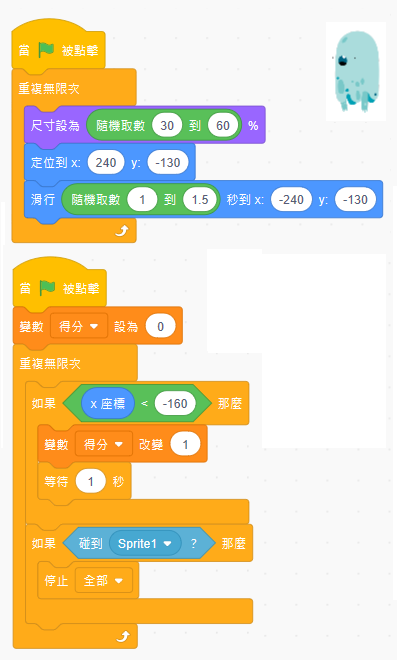 當 被點擊
重複無限次
尺寸設為 隨機取數 30 到 60 %
定位到 x: 240 y: -130
滑行 隨機取數 1 到 1.5 秒到 x: -240 y: -130
當 被點擊
變數 得分 設為 0
重複無限次
如果 x 座標 < -160 那麼
變數 得分 改變 1
等待 1 秒
如果 碰到 Sprite1 ? 那麼
停止 全部